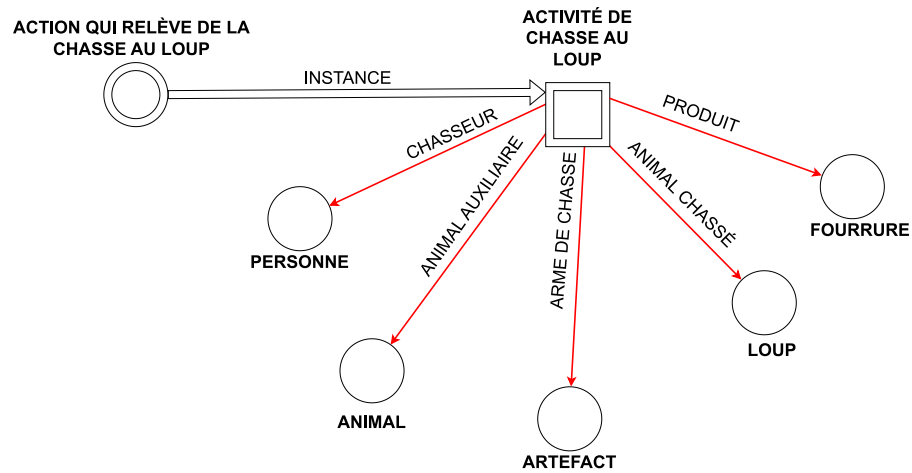 ACTION QUI RELÈVE DE LA
CHASSE AU LOUP
ACTIVITÉ DE
CHASSE AU
LOUP
INSTANCE
CHASSEUR
ANIMAL AUXILIAIRE
ARME DE CHASSE
ANIMAL CHASSÉ
PRODUIT
PERSONNE
ANIMAL
ARTEFACT
LOUP
FOURRURE